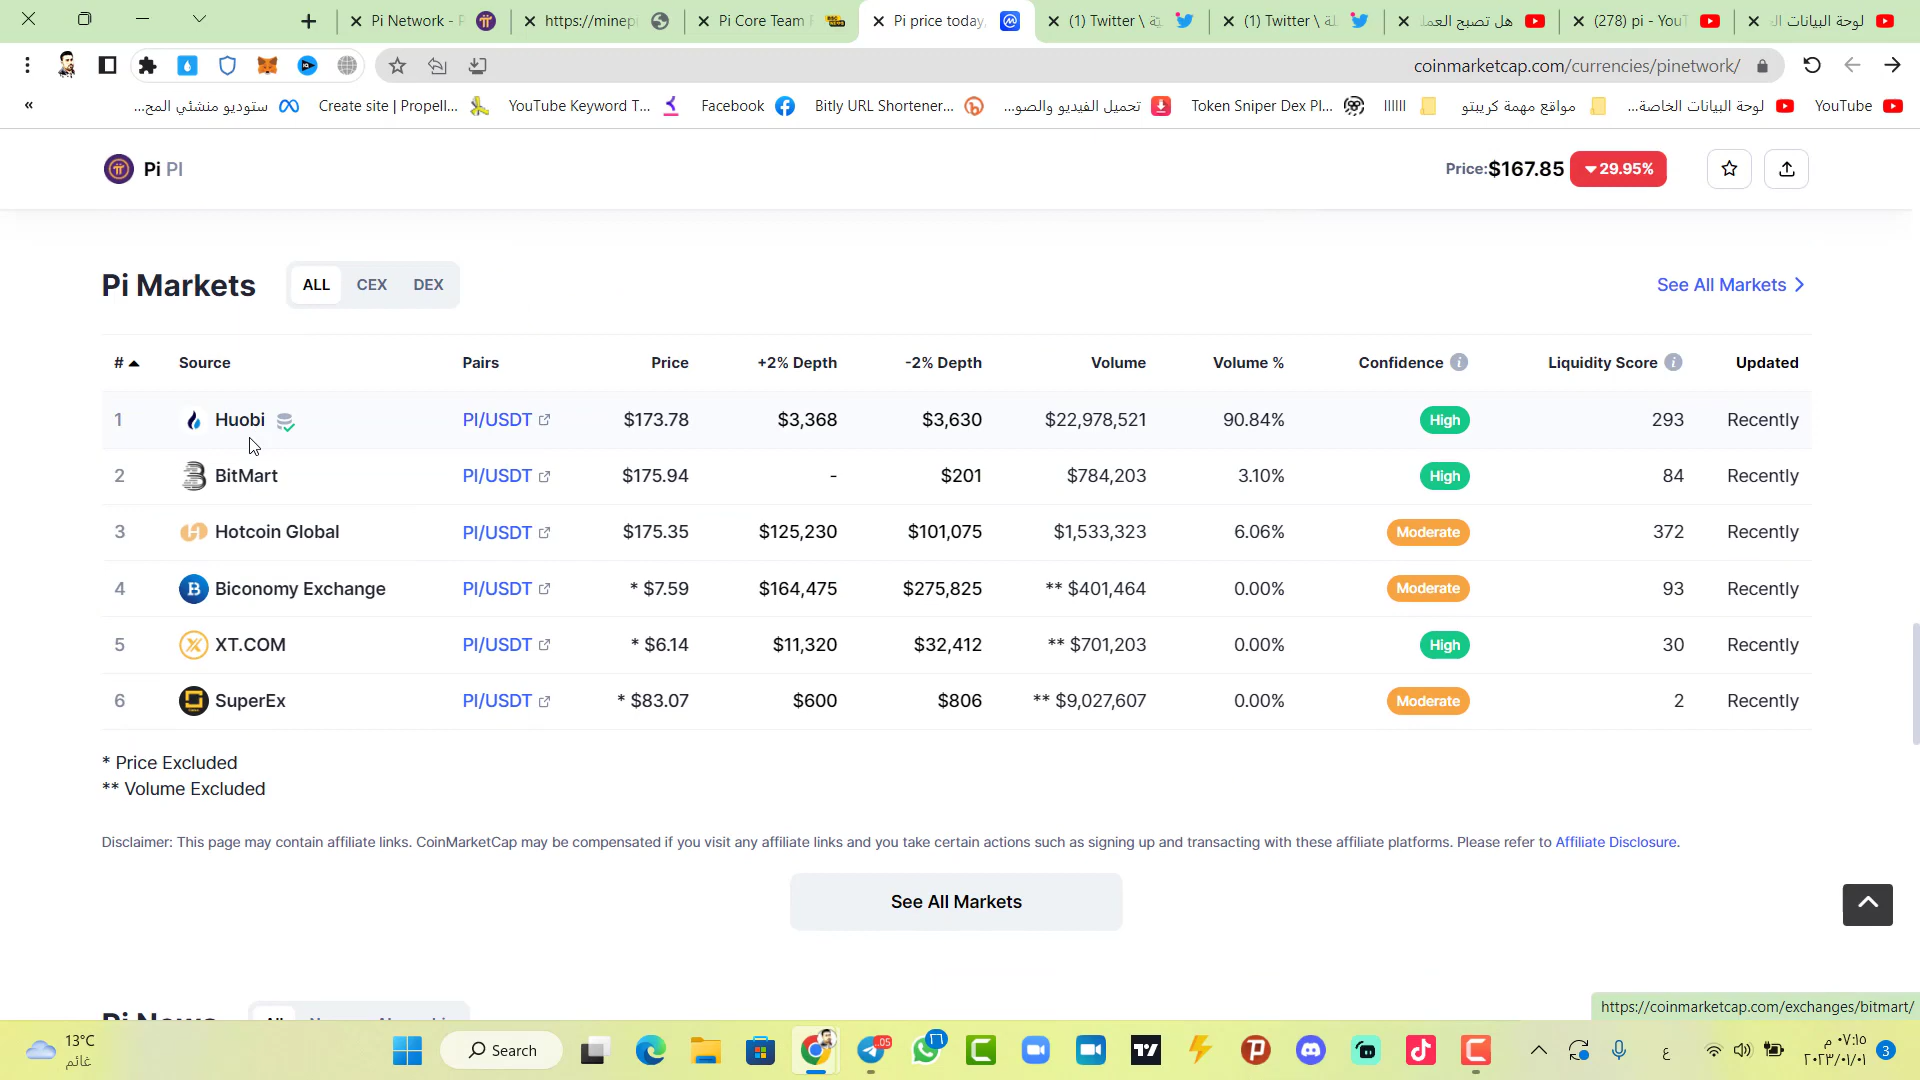 Pi Network - P
https://minepi
Pi Core Team P
Pi price today,
(1) Twitter \
(1) Twitter \
هل تصبح العما
(278) pi - YouT
لوحة البيانات ال
coinmarketcap.com/currencies/pinetwork/
«
ستوديو منشئي المح...
Create site | Propell...
YouTube Keyword T...
Facebook
Bitly URL Shortener...
تحميل الفيديو والصو...
Token Sniper Dex Pl...
مواقع مهمة كريبتو
لوحة البيانات الخاصة...
YouTube
Pi PI
Price:$167.85 29.95%
Pi Markets
ALL CEX DEX
See All Markets
# Source Pairs Price +2% Depth -2% Depth Volume Volume % Confidence Liquidity Score Updated
1 Huobi PI/USDT $173.78 $3,368 $3,630 $22,978,521 90.84% High 293 Recently
2 BitMart PI/USDT $175.94 - $201 $784,203 3.10% High 84 Recently
3 Hotcoin Global PI/USDT $175.35 $125,230 $101,075 $1,533,323 6.06% Moderate 372 Recently
4 Biconomy Exchange PI/USDT * $7.59 $164,475 $275,825 ** $401,464 0.00% Moderate 93 Recently
5 XT.COM PI/USDT * $6.14 $11,320 $32,412 ** $701,203 0.00% High 30 Recently
6 SuperEx PI/USDT * $83.07 $600 $806 ** $9,027,607 0.00% Moderate 2 Recently
* Price Excluded
** Volume Excluded
Disclaimer: This page may contain affiliate links. CoinMarketCap may be compensated if you visit any affiliate links and you take certain actions such as signing up and transacting with these affiliate platforms. Please refer to Affiliate Disclosure.
See All Markets
https://coinmarketcap.com/exchanges/bitmart/
13°C
غائم
Search
.05
ع
٠٧:١٥ م
٢٠٢٣/٠١/٠١
3